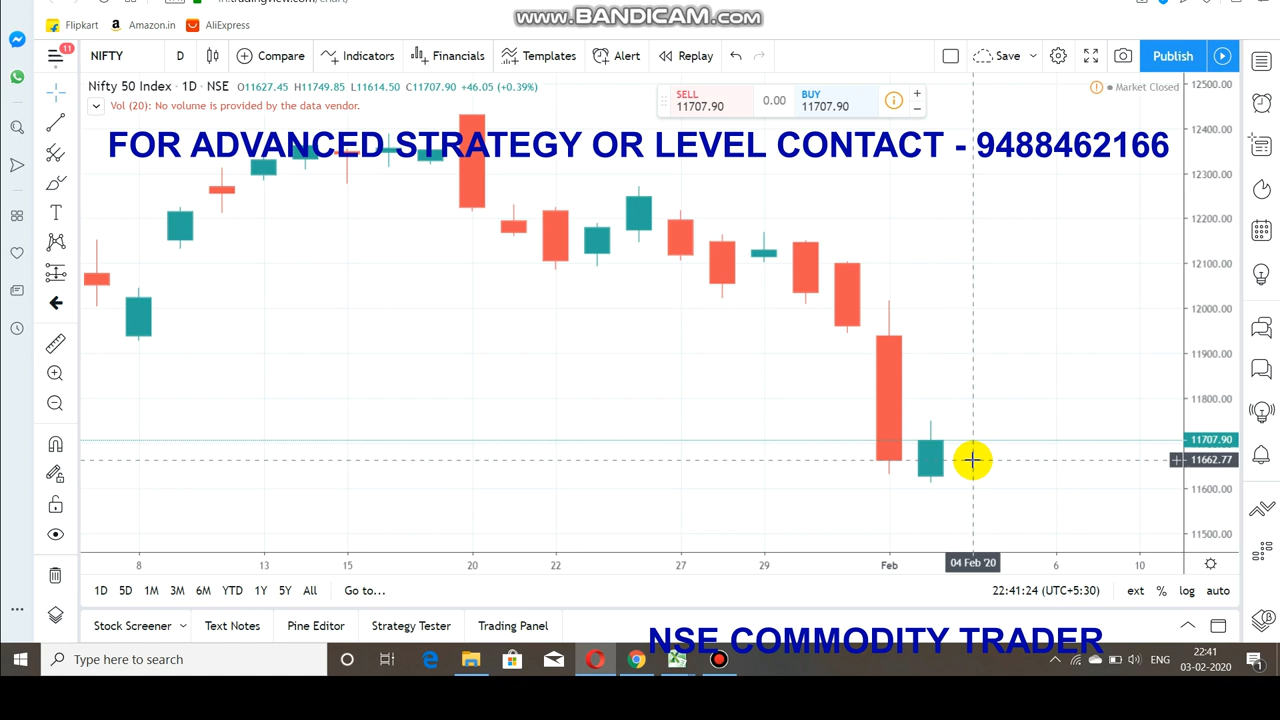 www.BANDICAM.com
Flipkart Amazon.in AliExpress
11
NIFTY D Compare Indicators Financials Templates Alert Replay Save Publish
Nifty 50 Index · 1D · NSE O11627.45 H11749.85 L11614.50 C11707.90 +46.05 (+0.39%)
SELL 11707.90 0.00 BUY 11707.90
Market Closed
Vol (20): No volume is provided by the data vendor.
FOR ADVANCED STRATEGY OR LEVEL CONTACT - 9488462166
12500.00
12400.00
12300.00
12200.00
12100.00
12000.00
11900.00
11800.00
11707.90
11662.77
11600.00
11500.00
8 13 15 20 22 27 29 Feb 04 Feb '20 6 10
1D 5D 1M 3M 6M YTD 1Y 5Y All Go to... 22:41:24 (UTC+5:30) ext % log auto
Stock Screener Text Notes Pine Editor Strategy Tester Trading Panel
NSE COMMODITY TRADER
Type here to search ENG 22:41
03-02-2020
1